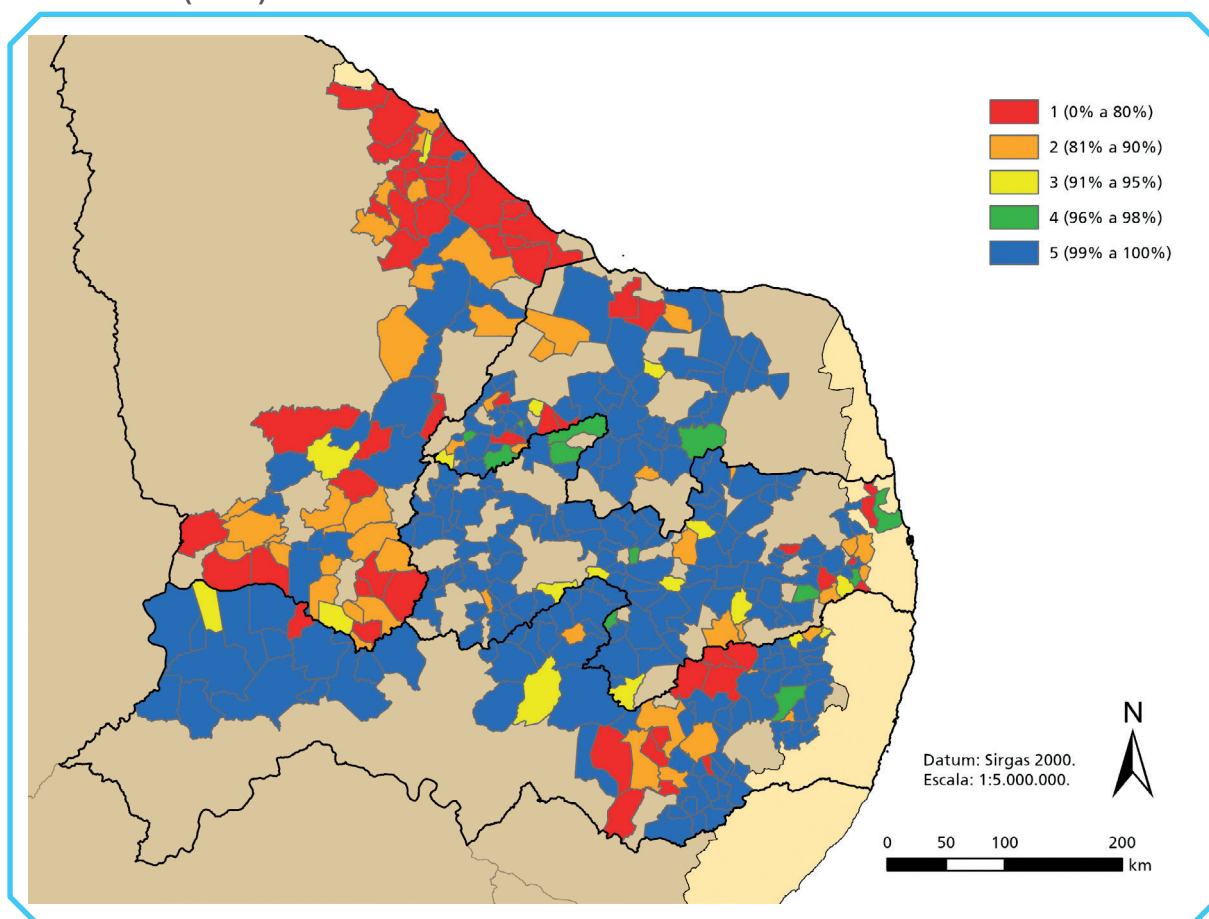 1 (0% a 80%)
2 (81% a 90%)
3 (91% a 95%)
4 (96% a 98%)
5 (99% a 100%)
N
Datum: Sirgas 2000.
Escala: 1:5.000.000.
0 50 100 200
km